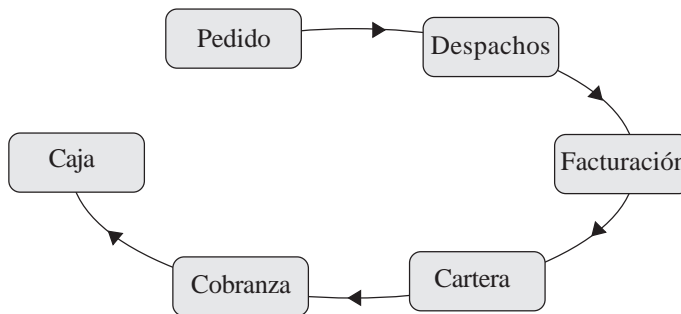 Pedido
Despachos
Facturación
Cartera
Cobranza
Caja